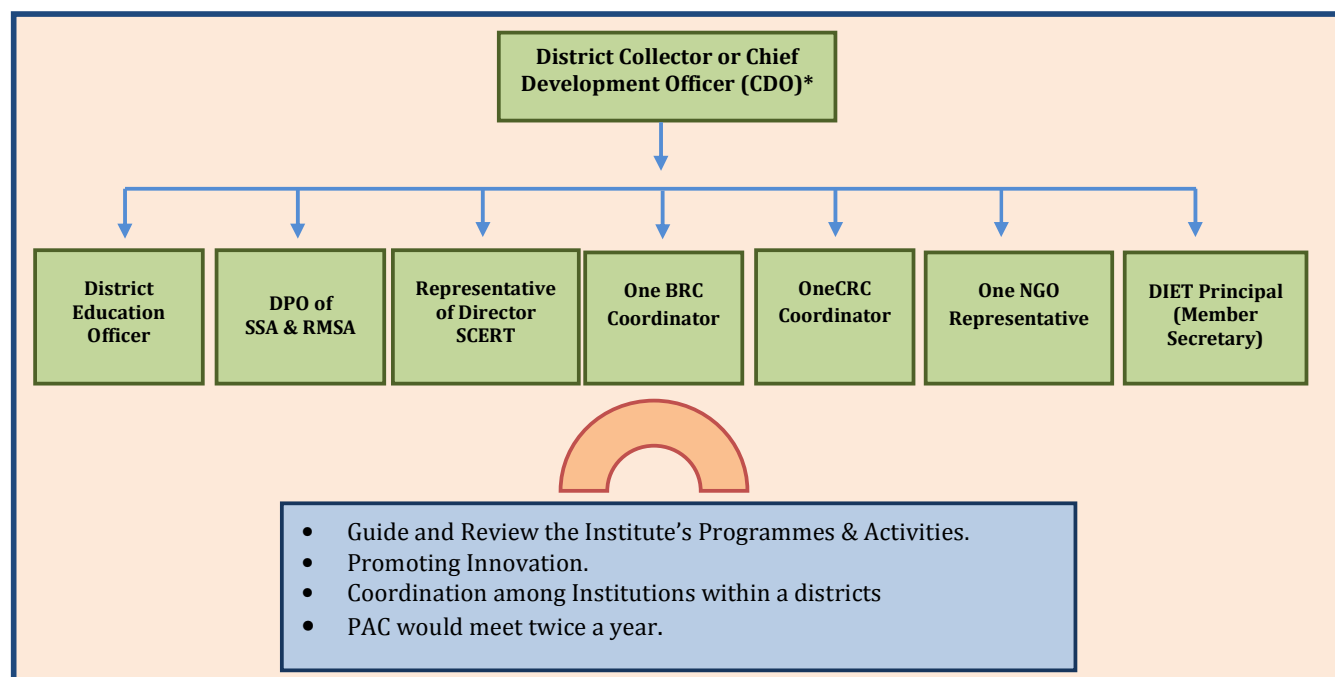 District Collector or Chief
Development Officer (CDO)*
District
Education
Officer
DPO of
SSA & RMSA
Representative
of Director
SCERT
One BRC
Coordinator
OneCRC
Coordinator
One NGO
Representative
DIET Principal
(Member
Secretary)
• Guide and Review the Institute’s Programmes & Activities.
• Promoting Innovation.
• Coordination among Institutions within a districts
• PAC would meet twice a year.